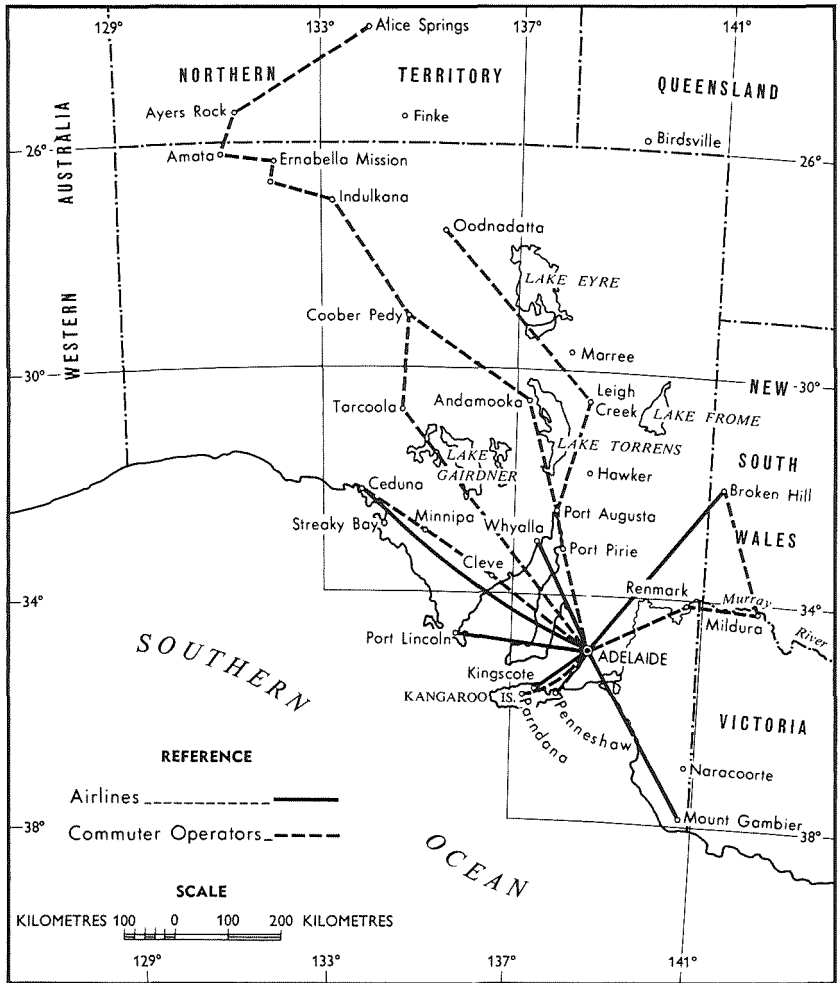 129°
133°
137°
141°
Alice Springs
NORTHERN TERRITORY
QUEENSLAND
Ayers Rock
Finke
Birdsville
26°
26°
Amata
Ernabella Mission
WESTERN AUSTRALIA
Indulkana
Oodnadatta
LAKE EYRE
Coober Pedy
Marree
30°
NEW
30°
Leigh
Creek
Tarcoola
Andamooka
LAKE FROME
LAKE TORRENS
LAKE
GAIRDNER
SOUTH
Hawker
Ceduna
Broken Hill
Streaky Bay
Minnipa
Whyalla
Port Augusta
WALES
Port Pirie
Cleve
Renmark
Murray
34°
34°
Mildura
River
Port Lincoln
ADELAIDE
SOUTHERN
Kingscote
KANGAROO IS.
Parndana
Penneshaw
VICTORIA
REFERENCE
Naracoorte
Airlines
Mount Gambier
Commuter Operators
38°
38°
OCEAN
SCALE
KILOMETRES 100 0 100 200 KILOMETRES
129°
133°
137°
141°